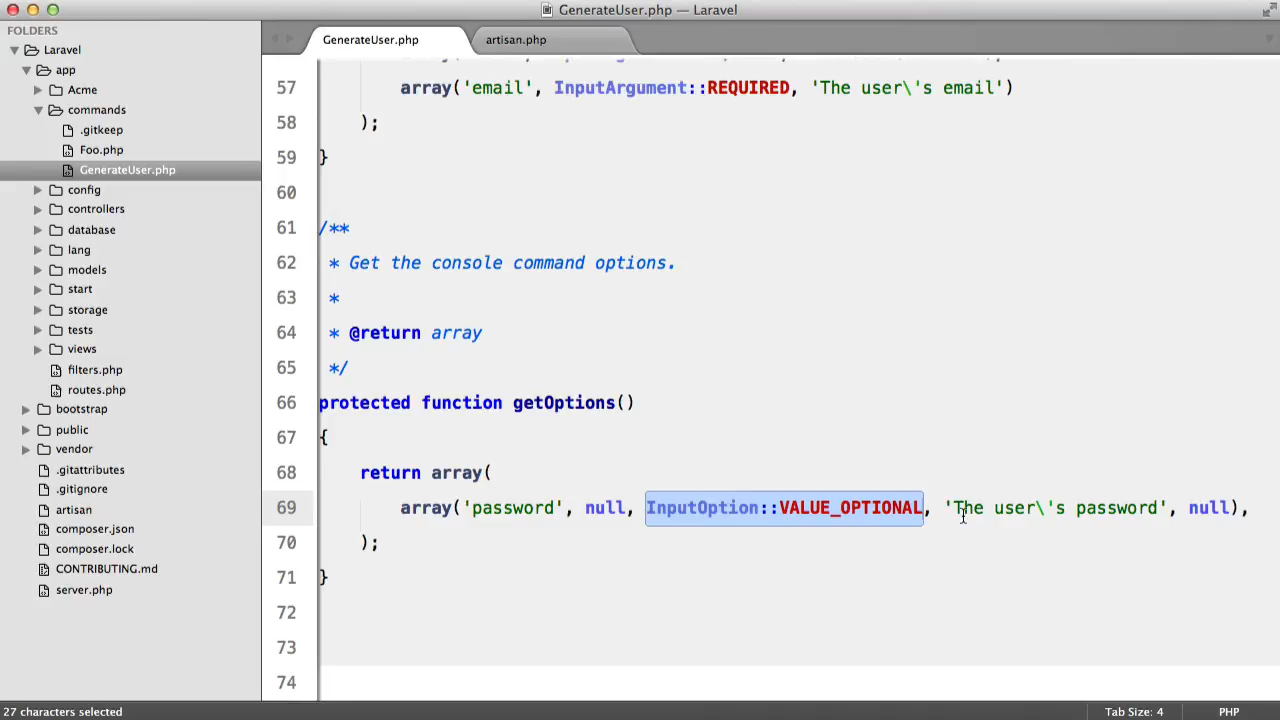 GenerateUser.php — Laravel
FOLDERS
Laravel
app
Acme
commands
.gitkeep
Foo.php
GenerateUser.php
config
controllers
database
lang
models
start
storage
tests
views
filters.php
routes.php
bootstrap
public
vendor
.gitattributes
.gitignore
artisan
composer.json
composer.lock
CONTRIBUTING.md
server.php
GenerateUser.php
artisan.php
57 array('email', InputArgument::REQUIRED, 'The user\'s email')
58 );
59 }
60
61 /**
62 * Get the console command options.
63 *
64 * @return array
65 */
66 protected function getOptions()
67 {
68 return array(
69 array('password', null, InputOption::VALUE_OPTIONAL, 'The user\'s password', null),
70 );
71 }
72
73
74
27 characters selected
Tab Size: 4
PHP